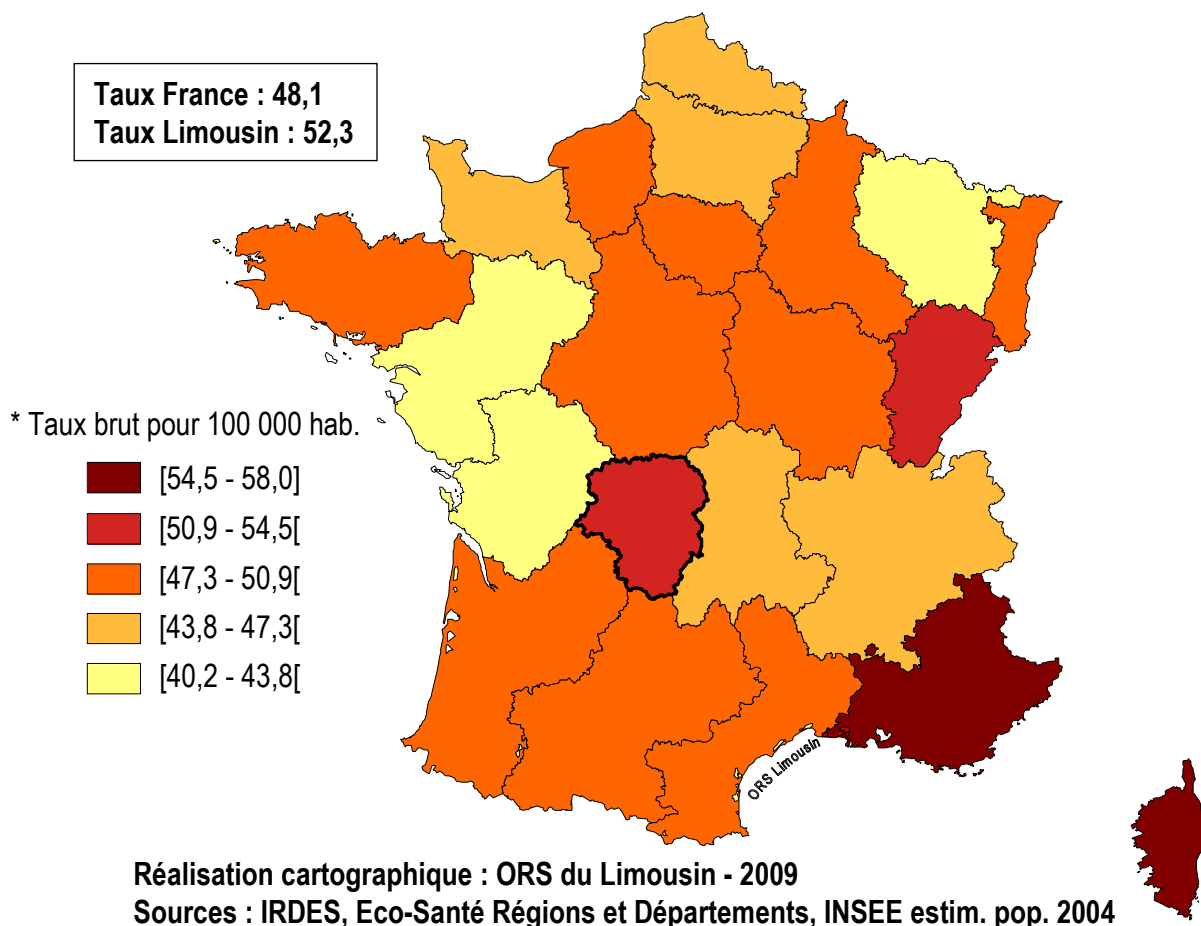 Taux France : 48,1
Taux Limousin : 52,3
* Taux brut pour 100 000 hab.
[54,5 - 58,0]
[50,9 - 54,5[
[47,3 - 50,9[
[43,8 - 47,3[
[40,2 - 43,8[
ORS Limousin
Réalisation cartographique : ORS du Limousin - 2009
Sources : IRDES, Eco-Santé Régions et Départements, INSEE estim. pop. 2004